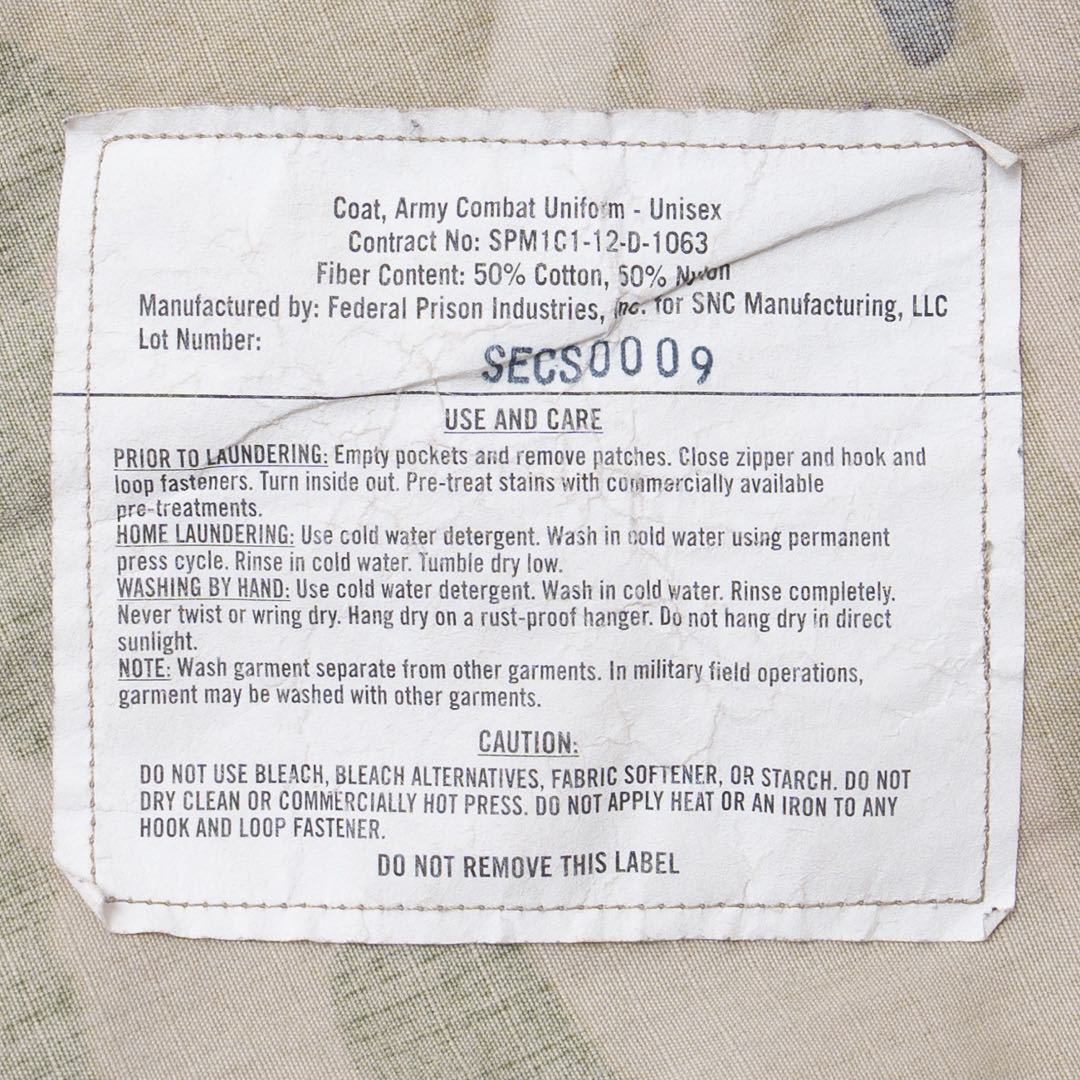 Coat, Army Combat Uniform - Unisex
Contract No: SPM1C1-12-D-1063
Fiber Content: 50% Cotton, 50% Nylon
Manufactured by: Federal Prison Industries, Inc. for SNC Manufacturing, LLC
Lot Number:
SECS0009
USE AND CARE
PRIOR TO LAUNDERING: Empty pockets and remove patches. Close zipper and hook and
loop fasteners. Turn inside out. Pre-treat stains with commercially available
pre-treatments.
HOME LAUNDERING: Use cold water detergent. Wash in cold water using permanent
press cycle. Rinse in cold water. Tumble dry low.
WASHING BY HAND: Use cold water detergent. Wash in cold water. Rinse completely.
Never twist or wring dry. Hang dry on a rust-proof hanger. Do not hang dry in direct
sunlight.
NOTE: Wash garment separate from other garments. In military field operations,
garment may be washed with other garments.
CAUTION:
DO NOT USE BLEACH, BLEACH ALTERNATIVES, FABRIC SOFTENER, OR STARCH. DO NOT
DRY CLEAN OR COMMERCIALLY HOT PRESS. DO NOT APPLY HEAT OR AN IRON TO ANY
HOOK AND LOOP FASTENER.
DO NOT REMOVE THIS LABEL